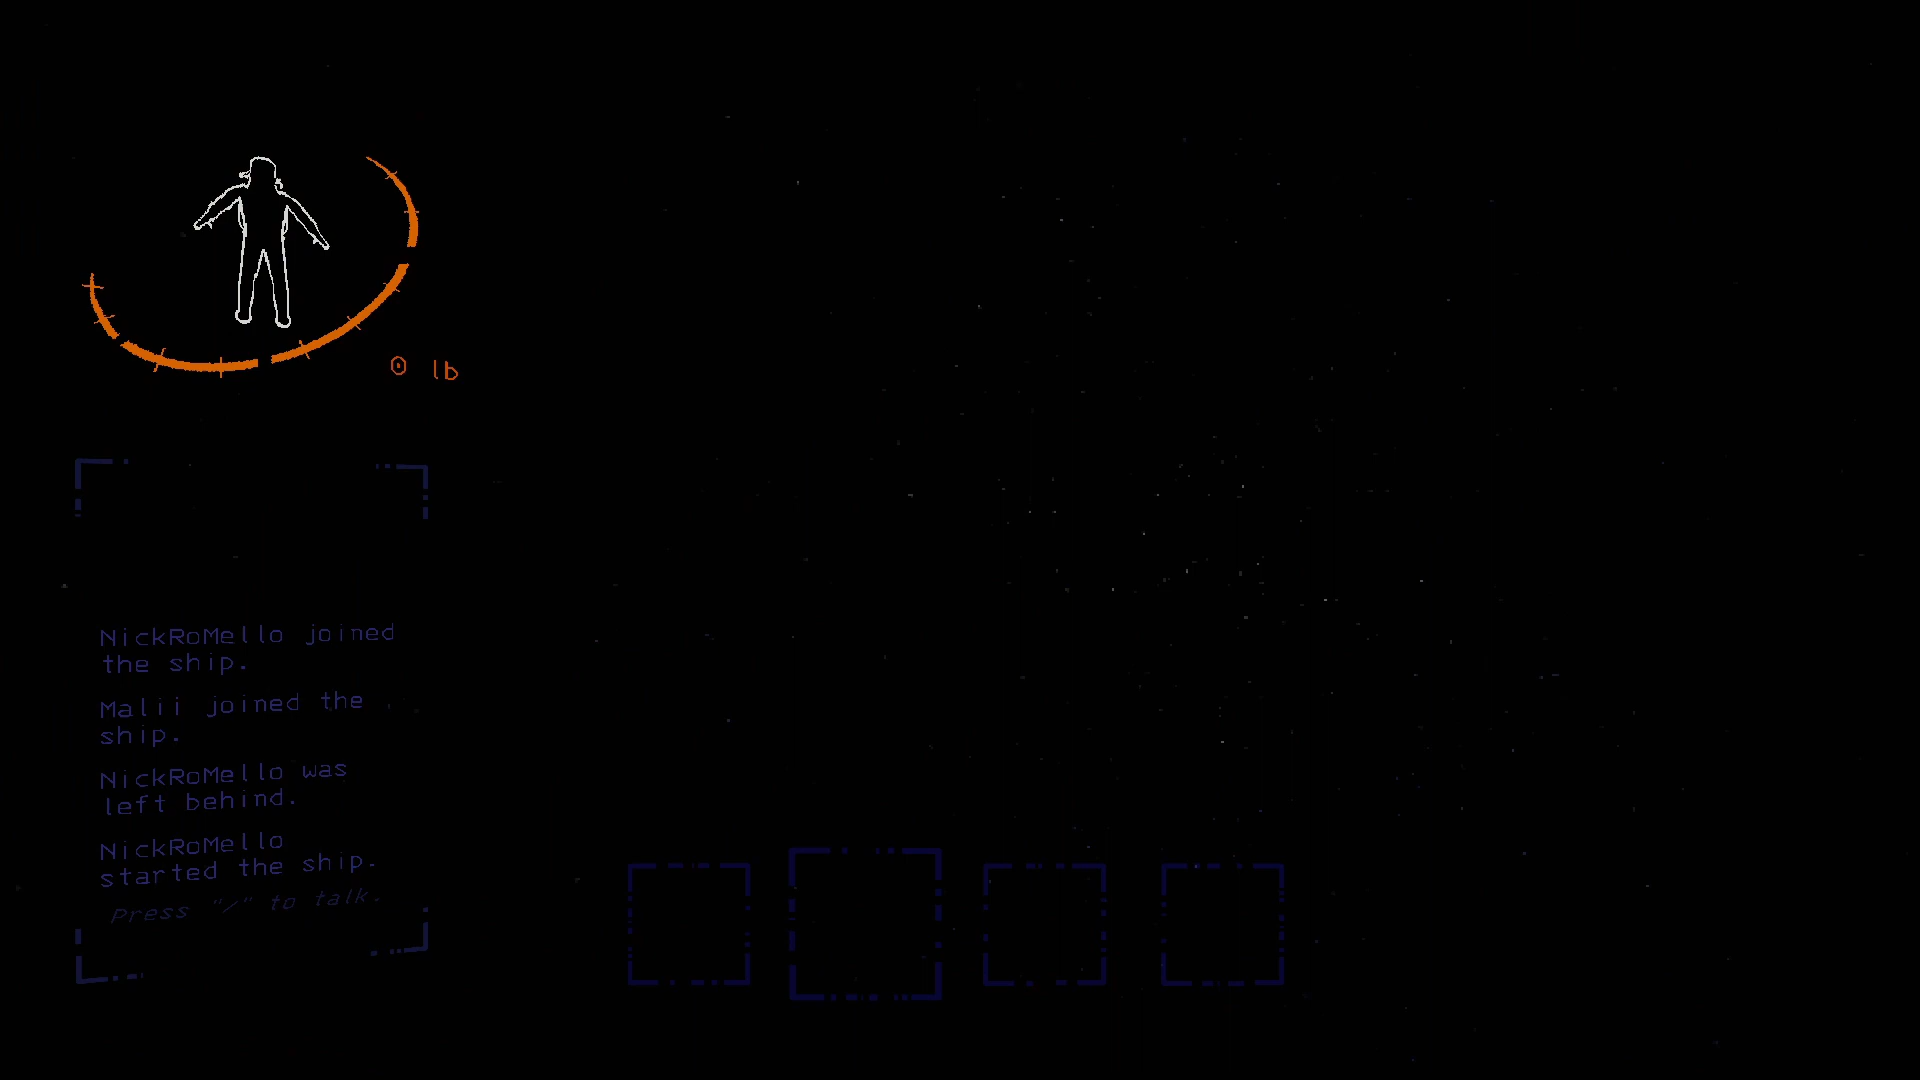 0 lb
NickRoMello joined
the ship.
Malii joined the
ship.
NickRoMello was
left behind.
NickRoMello
started the ship.
Press "/" to talk.